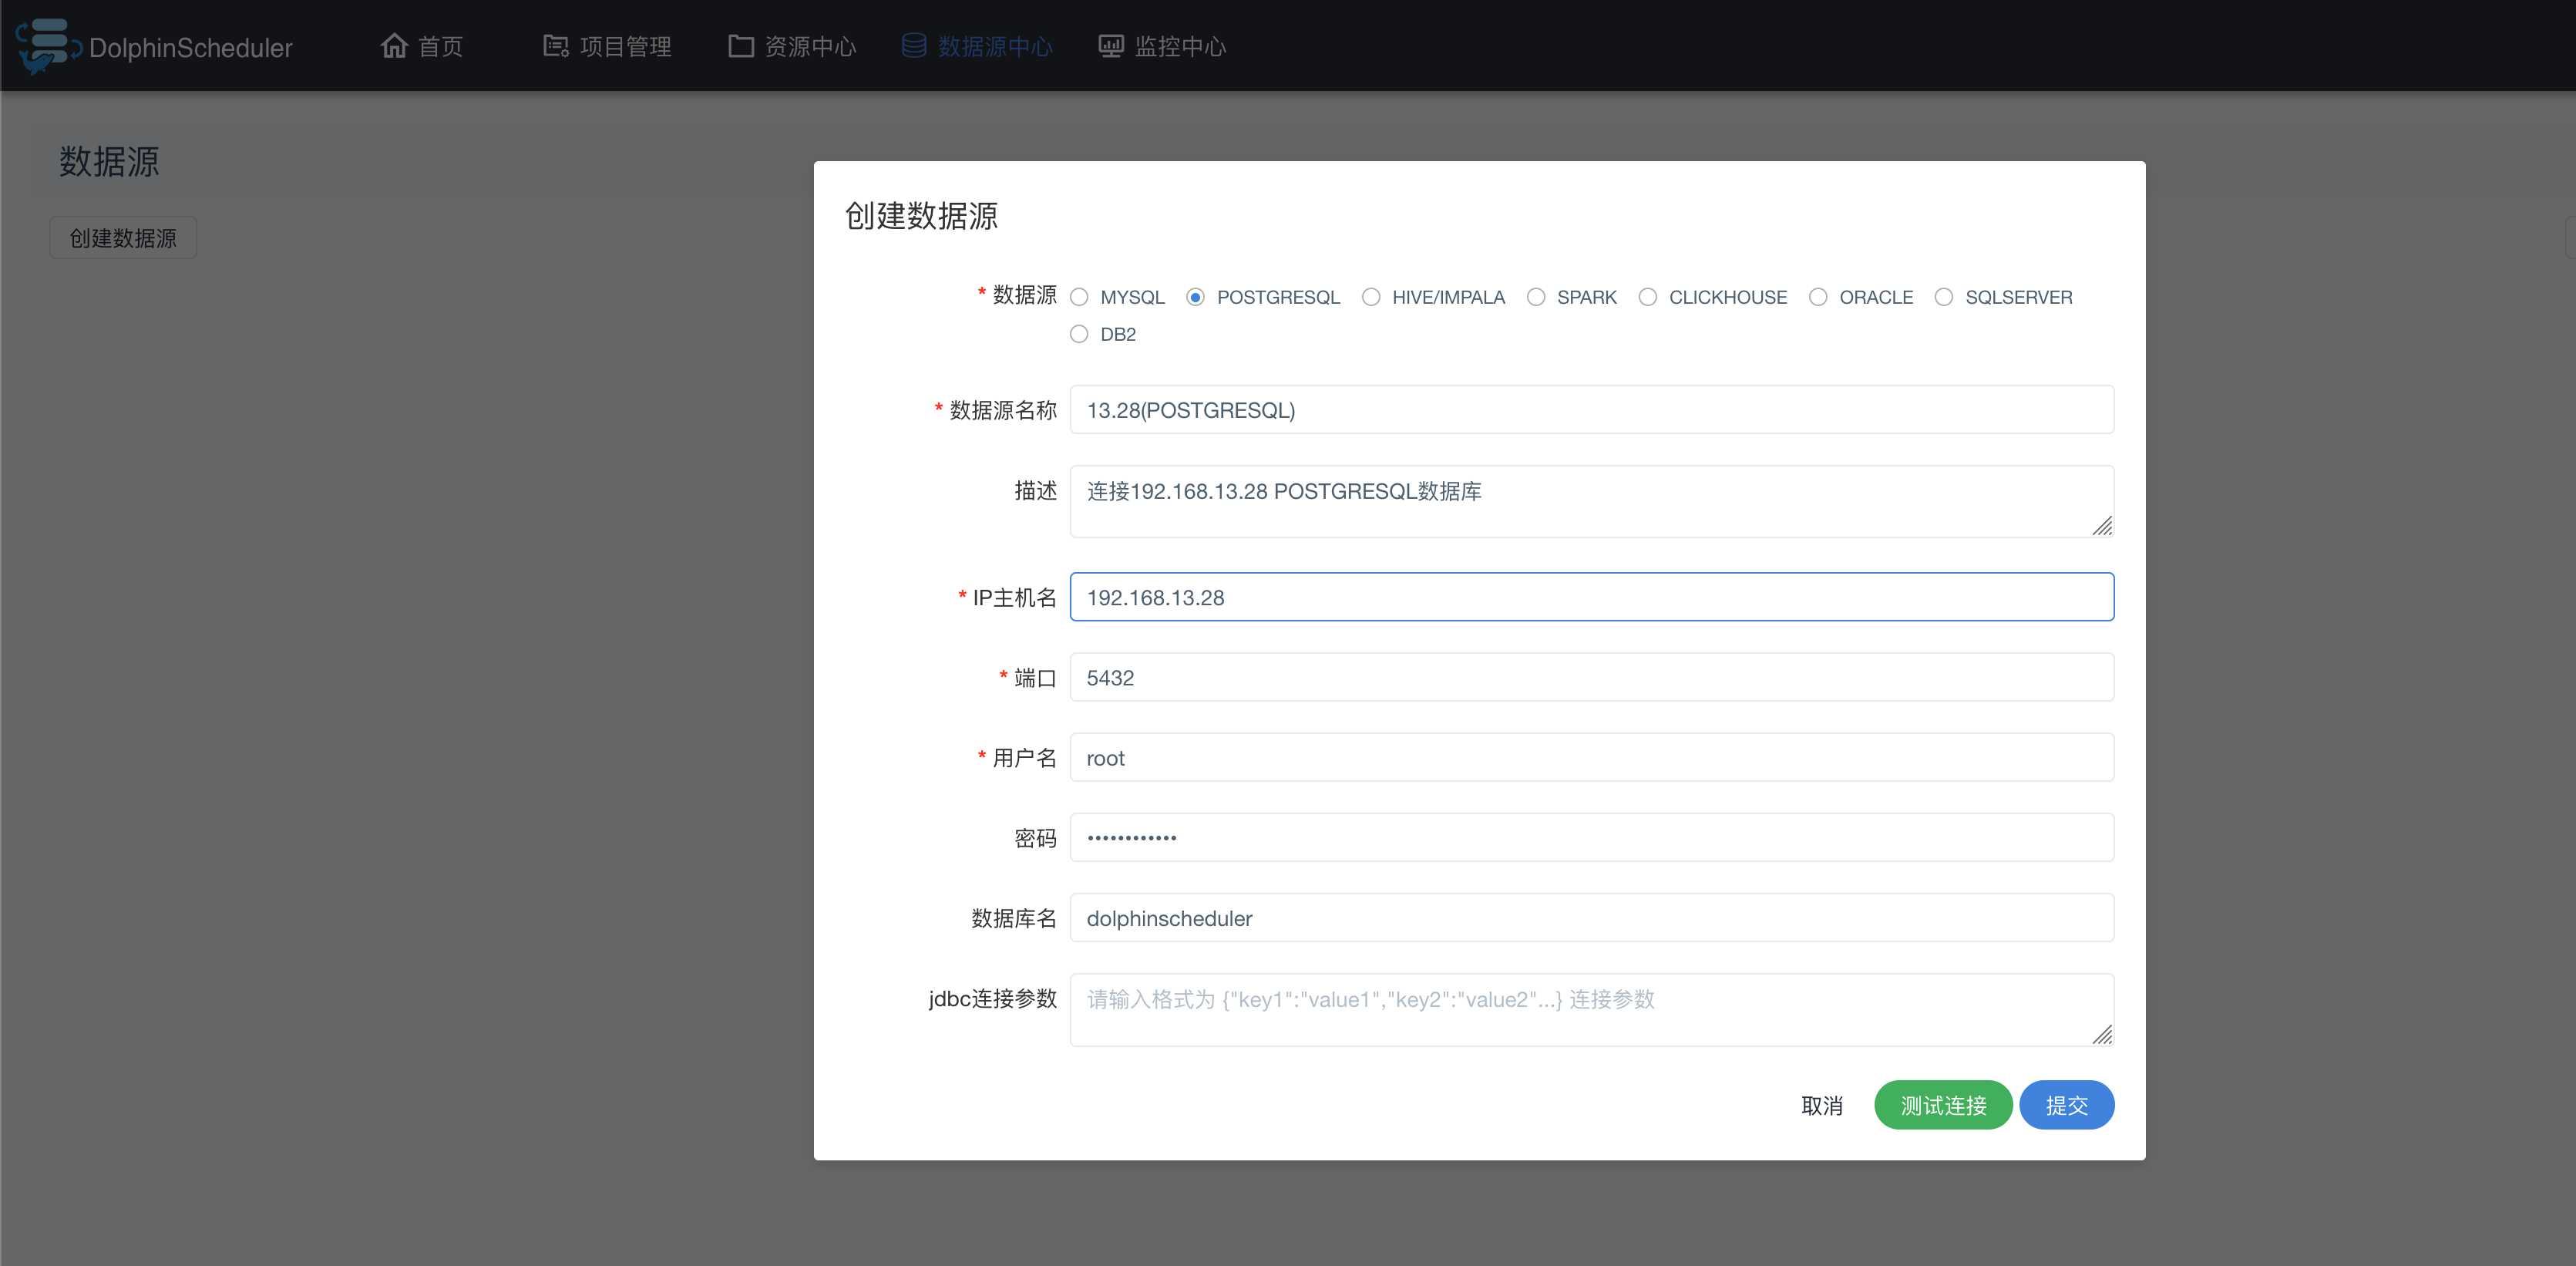 DolphinScheduler 首页 项目管理 资源中心 数据源中心 监控中心
数据源
创建数据源
创建数据源
* 数据源 MYSQL POSTGRESQL HIVE/IMPALA SPARK CLICKHOUSE ORACLE SQLSERVER
DB2
* 数据源名称 13.28(POSTGRESQL)
描述 连接192.168.13.28 POSTGRESQL数据库
* IP主机名 192.168.13.28
* 端口 5432
* 用户名 root
密码 ••••••••••••
数据库名 dolphinscheduler
jdbc连接参数 请输入格式为 {"key1":"value1","key2":"value2"...} 连接参数
取消 测试连接 提交